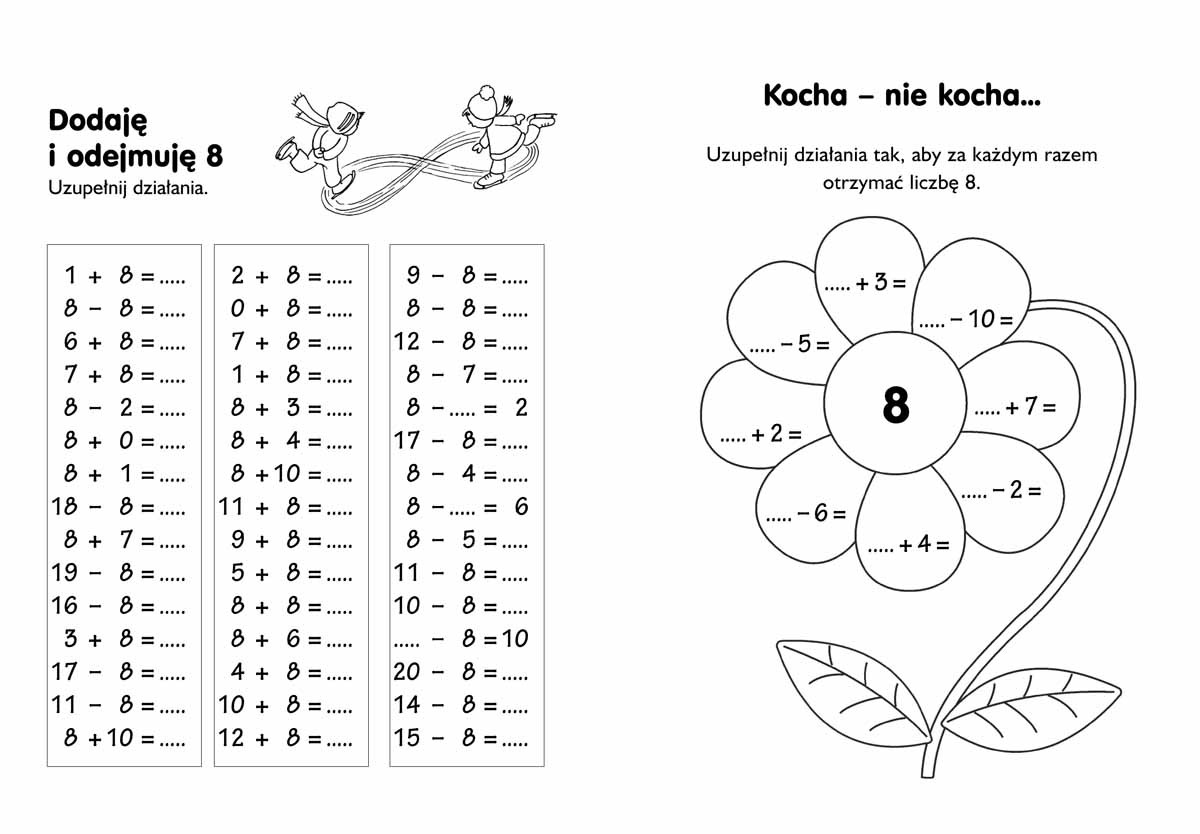 Dodaję
i odejmuję 8
Uzupełnij działania.
1 + 8 = .....
8 – 8 = .....
6 + 8 = .....
7 + 8 = .....
8 – 2 = .....
8 + 0 = .....
8 + 1 = .....
18 – 8 = .....
8 + 7 = .....
19 – 8 = .....
16 – 8 = .....
3 + 8 = .....
17 – 8 = .....
11 – 8 = .....
8 + 10 = .....
2 + 8 = .....
0 + 8 = .....
7 + 8 = .....
1 + 8 = .....
8 + 3 = .....
8 + 4 = .....
8 + 10 = .....
11 + 8 = .....
9 + 8 = .....
5 + 8 = .....
8 + 8 = .....
8 + 6 = .....
4 + 8 = .....
10 + 8 = .....
12 + 8 = .....
9 – 8 = .....
8 – 8 = .....
12 – 8 = .....
8 – 7 = .....
8 – ..... = 2
17 – 8 = .....
8 – 4 = .....
8 – ..... = 6
8 – 5 = .....
11 – 8 = .....
10 – 8 = .....
..... – 8 = 10
20 – 8 = .....
14 – 8 = .....
15 – 8 = .....
Kocha – nie kocha...
Uzupełnij działania tak, aby za każdym razem
otrzymać liczbę 8.
..... + 3 =
..... – 10 =
..... – 5 =
8
..... + 7 =
..... + 2 =
..... – 2 =
..... – 6 =
..... + 4 =